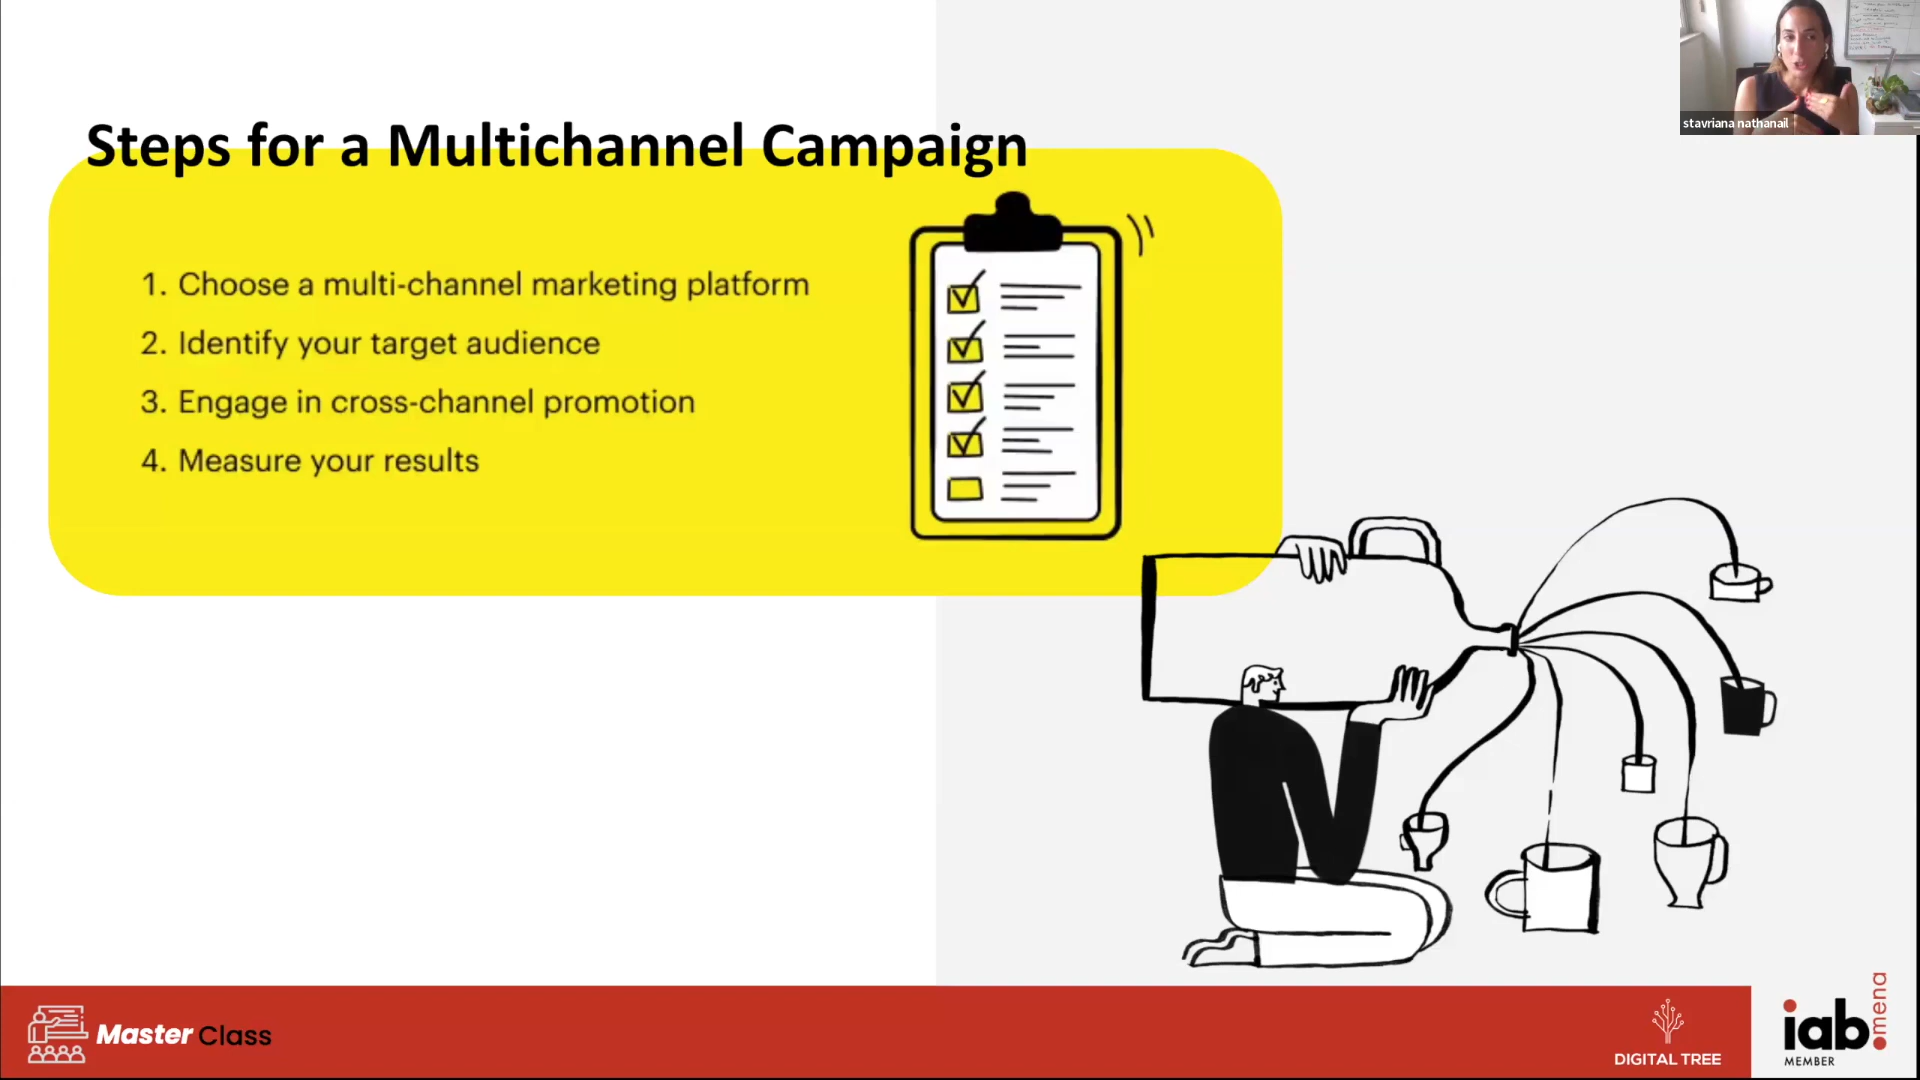 stavriana nathanail
Steps for a Multichannel Campaign
1. Choose a multi-channel marketing platform
2. Identify your target audience
3. Engage in cross-channel promotion
4. Measure your results
Master Class
DIGITAL TREE
iab mena
MEMBER